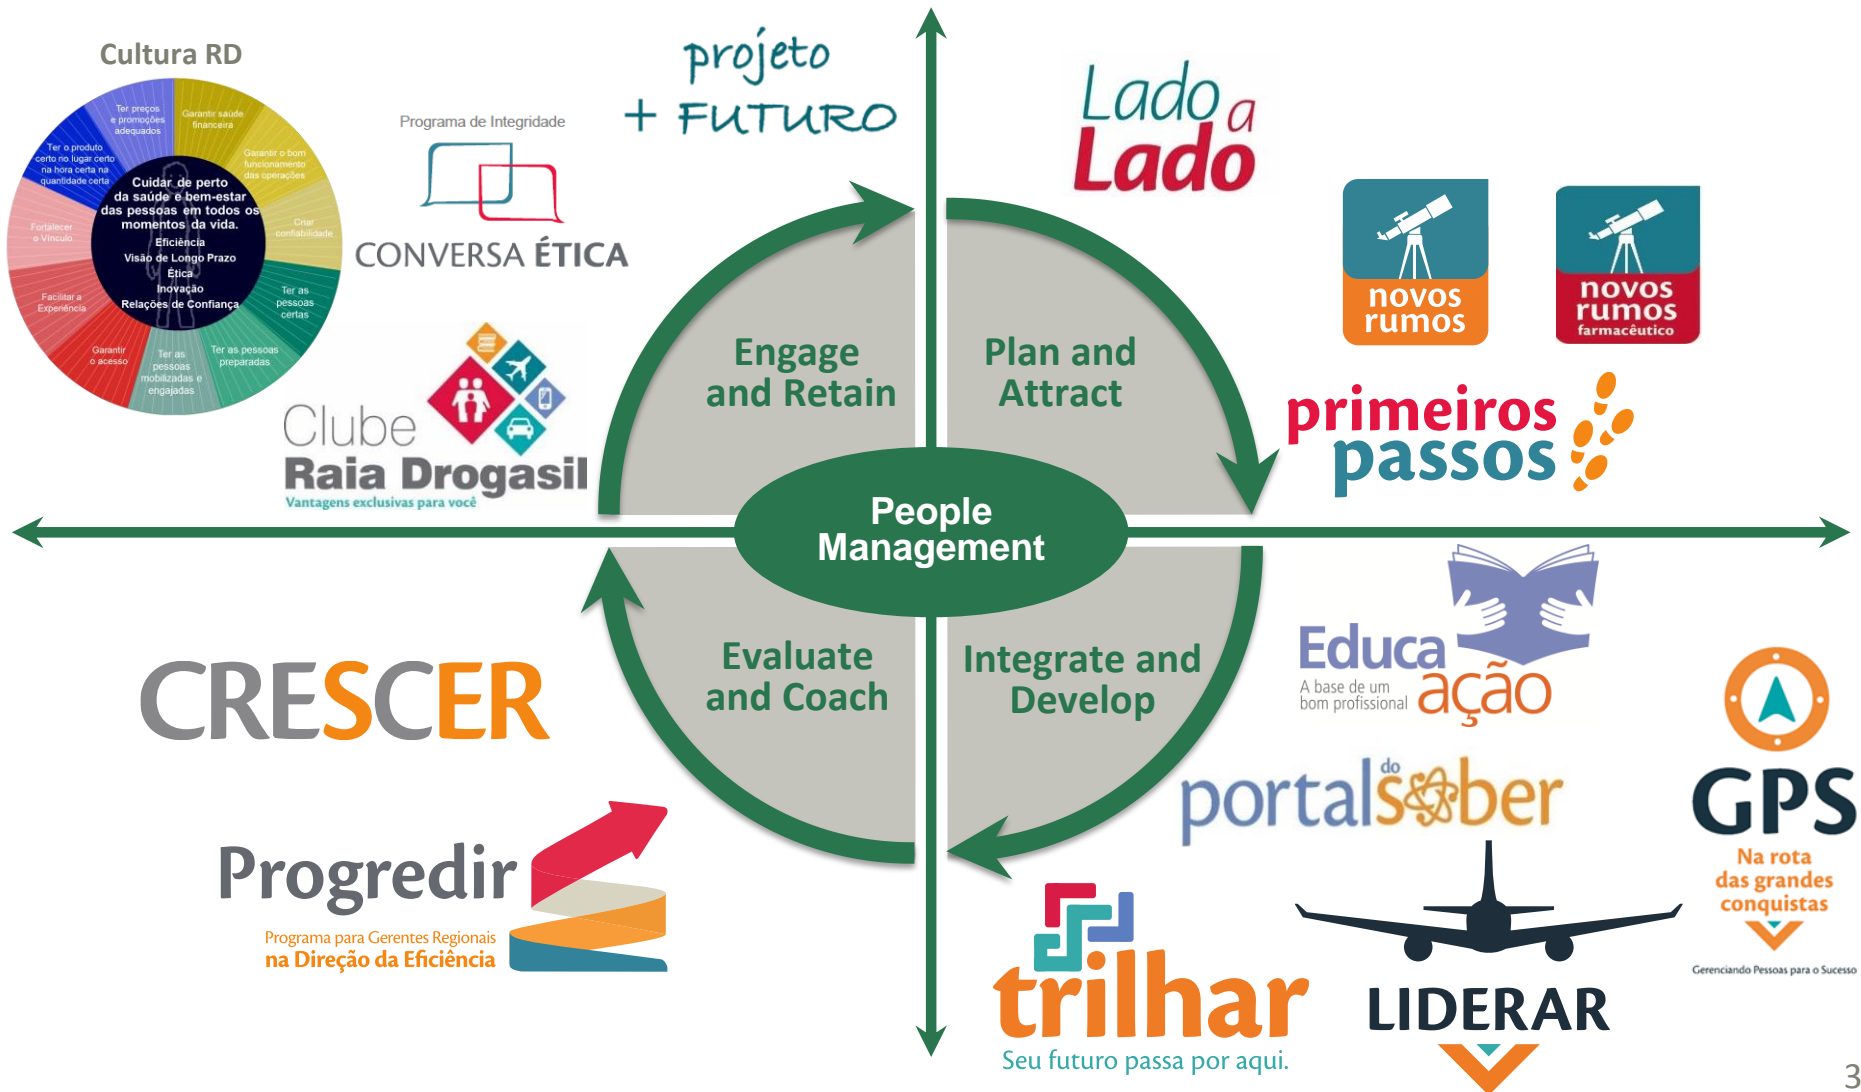 Cultura RD
Ter preços
e promoções
adequados
Garantir saúde
financeira
Ter o produto
certo no lugar certo
na hora certa na
quantidade certa
Garantir o bom
funcionamento
das operações
Fortalecer
o Vínculo
Criar
confiabilidade
Facilitar a
Experiência
Ter as
pessoas
certas
Garantir
o acesso
Ter as
pessoas
mobilizadas e
engajadas
Ter as pessoas
preparadas
Cuidar de perto
da saúde e bem-estar
das pessoas em todos os
momentos da vida.
Eficiência
Visão de Longo Prazo
Ética
Inovação
Relações de Confiança
Programa de Integridade
CONVERSA ÉTICA
projeto
+ FUTURO
Clube
Raia Drogasil
Vantagens exclusivas para você
Lado a
Lado
novos
rumos
novos
rumos
farmacêutico
primeiros
passos
Engage
and Retain
Plan and
Attract
People
Management
Evaluate
and Coach
Integrate and
Develop
CRESCER
Progredir
Programa para Gerentes Regionais
na Direção da Eficiência
Educa
ação
A base de um
bom profissional
portal do saber
GPS
Na rota
das grandes
conquistas
Gerenciando Pessoas para o Sucesso
trilhar
Seu futuro passa por aqui.
LIDERAR
3